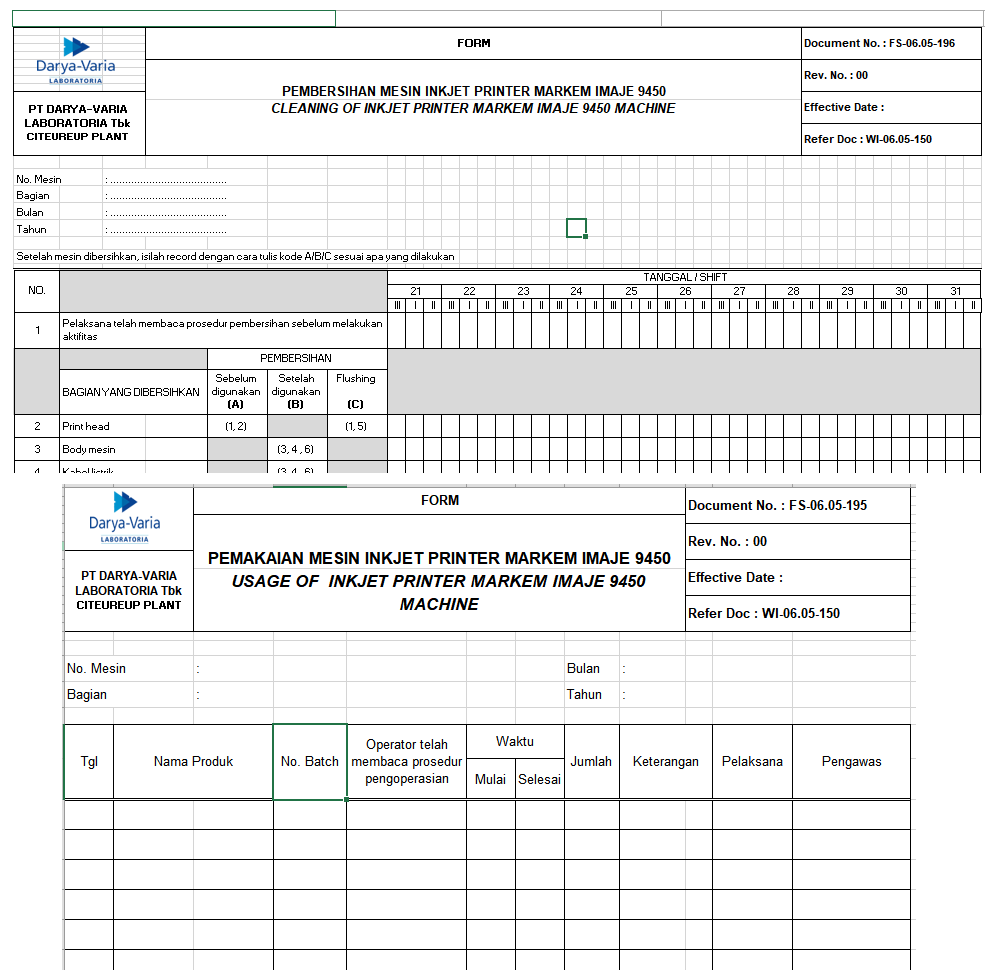 FORM
Document No. : FS-06.05-196
Darya-Varia
LABORATORIA
Rev. No. : 00
PEMBERSIHAN MESIN INKJET PRINTER MARKEM IMAJE 9450
CLEANING OF INKJET PRINTER MARKEM IMAJE 9450 MACHINE
Effective Date :
PT DARYA-VARIA
LABORATORIA Tbk
CITEUREUP PLANT
Refer Doc : WI-06.05-150
No. Mesin : .......................................
Bagian : .......................................
Bulan : .......................................
Tahun : .......................................
Setelah mesin dibersihkan, isilah record dengan cara tulis kode A/B/C sesuai apa yang dilakukan
NO. TANGGAL / SHIFT
21 22 23 24 25 26 27 28 29 30 31
III I II III I II III I II III I II III I II III I II III I II III I II III I II III I II III I II
1 Pelaksana telah membaca prosedur pembersihan sebelum melakukan
aktifitas
PEMBERSIHAN
BAGIAN YANG DIBERSIHKAN Sebelum digunakan (A) Setelah digunakan (B) Flushing (C)
2 Print head (1, 2) (1, 5)
3 Body mesin (3, 4 , 6)
4 Kabel listrik (3, 4, 6)
FORM
Document No. : FS-06.05-195
Darya-Varia
LABORATORIA
Rev. No. : 00
PEMAKAIAN MESIN INKJET PRINTER MARKEM IMAJE 9450
USAGE OF INKJET PRINTER MARKEM IMAJE 9450
MACHINE
Effective Date :
PT DARYA-VARIA
LABORATORIA Tbk
CITEUREUP PLANT
Refer Doc : WI-06.05-150
No. Mesin : Bulan :
Bagian : Tahun :
Tgl Nama Produk No. Batch Operator telah membaca prosedur pengoperasian Waktu Jumlah Keterangan Pelaksana Pengawas
Mulai Selesai